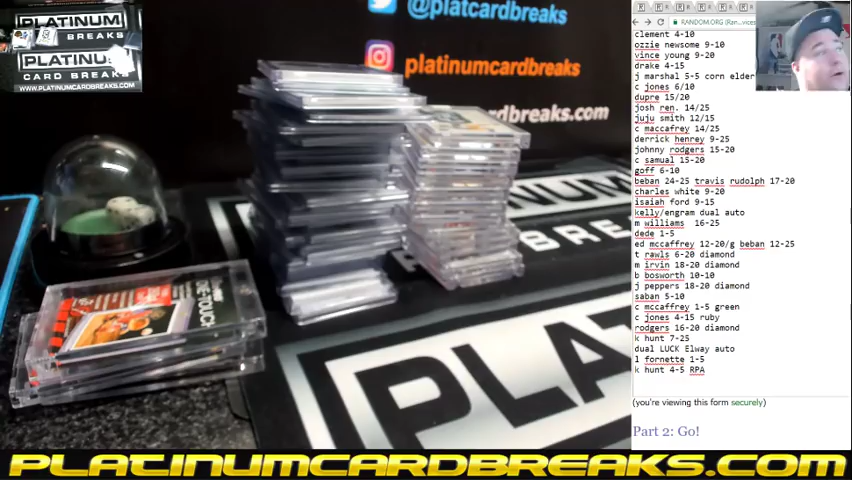 PLATINUM
BREAKS
PLATINUM
CARD BREAKS
WWW.PLATINUMCARDBREAKS.COM
@platcardbreaks
platinumcardbreaks
breaks.com
BREAKS
PLA
RANDOM.ORG
clement 4-10
ozzie newsome 9-10
vince young 9-20
drake 4-15
j marshal 5-5 corn elder
c jones 6/10
dupre 15/20
josh ren. 14/25
juju smith 12/15
c maccafrey 14/25
derrick henrey 9-25
johnny rodgers 15-20
c samual 15-20
goff 6-10
beban 24-25 travis rudolph 17-20
charles white 9-20
isaiah ford 9-15
kelly/engram dual auto
m williams 16-25
dede 1-5
ed mccaffrey 12-20/g beban 12-25
t rawls 6-20 diamond
m irvin 18-20 diamond
b bosworth 10-10
j peppers 18-20 diamond
saban 5-10
c mccaffrey 1-5 green
c jones 4-15 ruby
rodgers 16-20 diamond
k hunt 7-25
dual LUCK Elway auto
l fornette 1-5
k hunt 4-5 RPA
(you're viewing this form securely)
Part 2: Go!
PLATINUMCARDBREAKS.COM